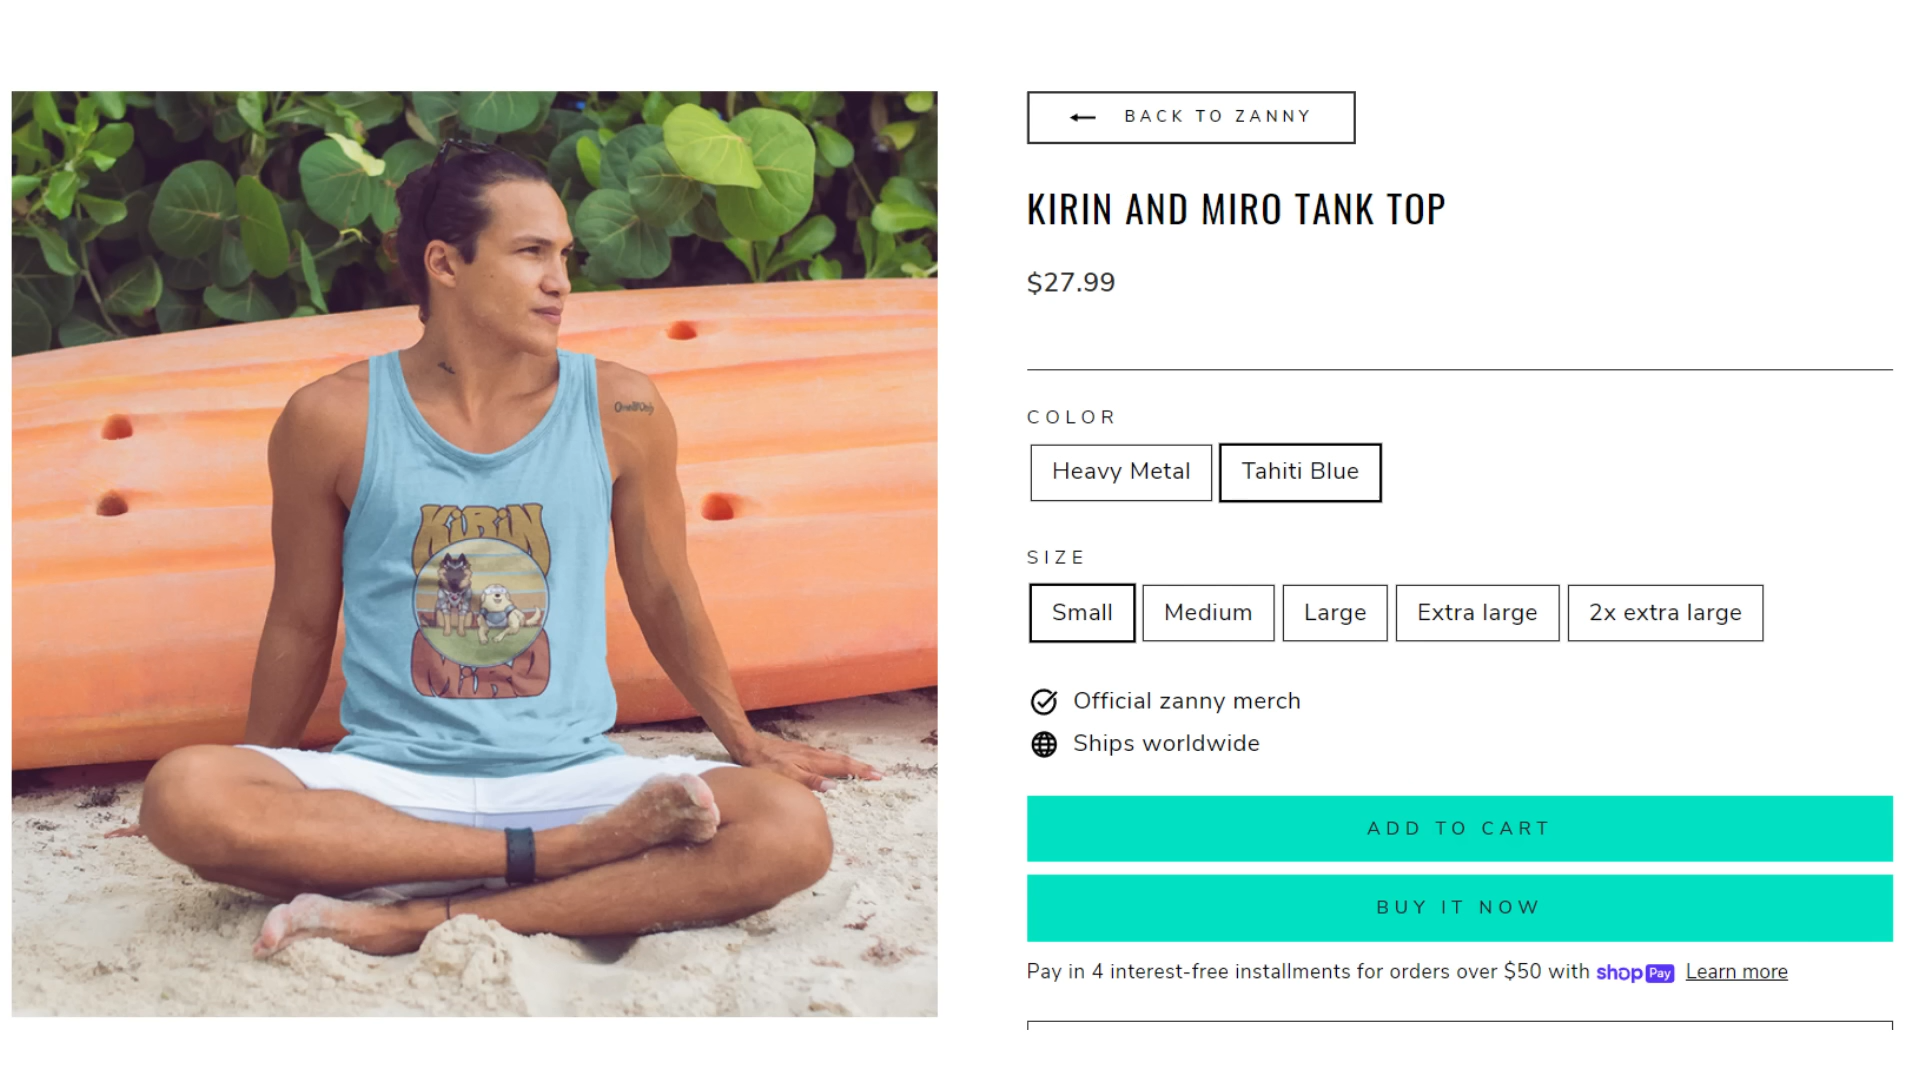 BACK TO ZANNY
KIRIN AND MIRO TANK TOP
$27.99
COLOR
Heavy Metal
Tahiti Blue
SIZE
Small
Medium
Large
Extra large
2x extra large
Official zanny merch
Ships worldwide
ADD TO CART
BUY IT NOW
Pay in 4 interest-free installments for orders over $50 with shop Pay Learn more
KiRiN